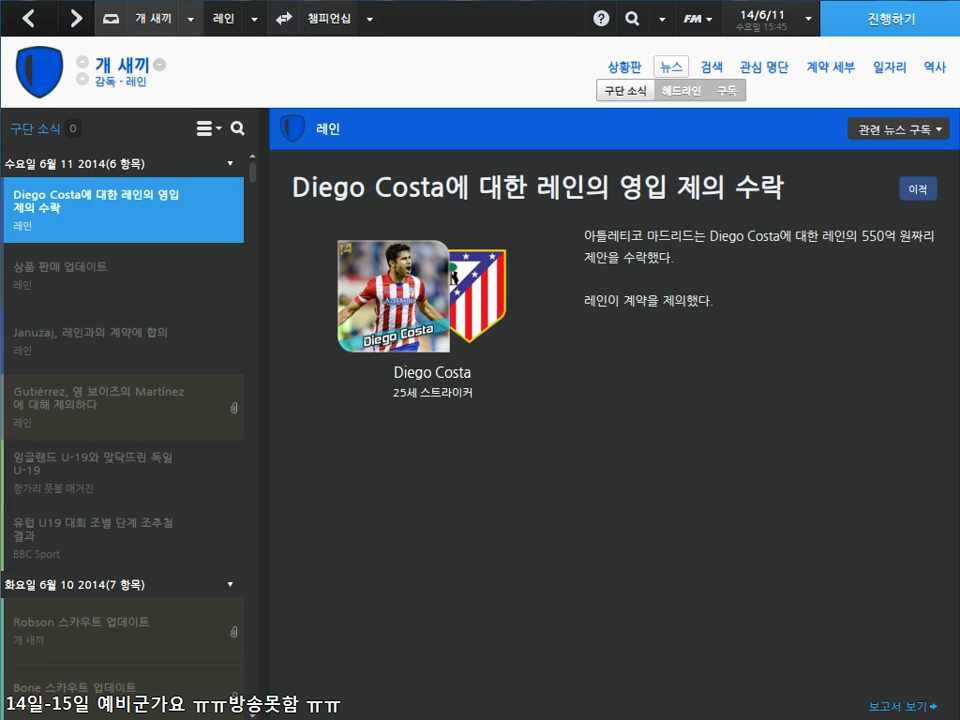 개 새끼
레인
챔피언십
?
FM
14/6/11
수요일 15:45
진행하기
개 새끼
감독 - 레인
상황판
뉴스
검색
관심 명단
계약 세부
일자리
역사
구단 소식
헤드라인
구독
구단 소식 0
레인
관련 뉴스 구독
수요일 6월 11 2014(6 항목)
Diego Costa에 대한 레인의 영입
제의 수락
레인
상품 판매 업데이트
레인
Januzaj, 레인과의 계약에 합의
레인
Gutiérrez, 영 보이즈의 Martínez
에 대해 제의하다
레인
잉글랜드 U-19와 맞닥뜨린 독일
U-19
헝가리 풋볼 매거진
유럽 U19 대회 조별 단계 조추첨
결과
BBC Sport
화요일 6월 10 2014(7 항목)
Robson 스카우트 업데이트
개 새끼
Bone 스카우트 업데이트
Diego Costa에 대한 레인의 영입 제의 수락
이적
14
Diego Costa
Diego Costa
25세 스트라이커
아틀레티코 마드리드는 Diego Costa에 대한 레인의 550억 원짜리
제안을 수락했다.
레인이 계약을 제의했다.
14일-15일 예비군가요 ㅠㅠ방송못함 ㅠㅠ
보고서 보기